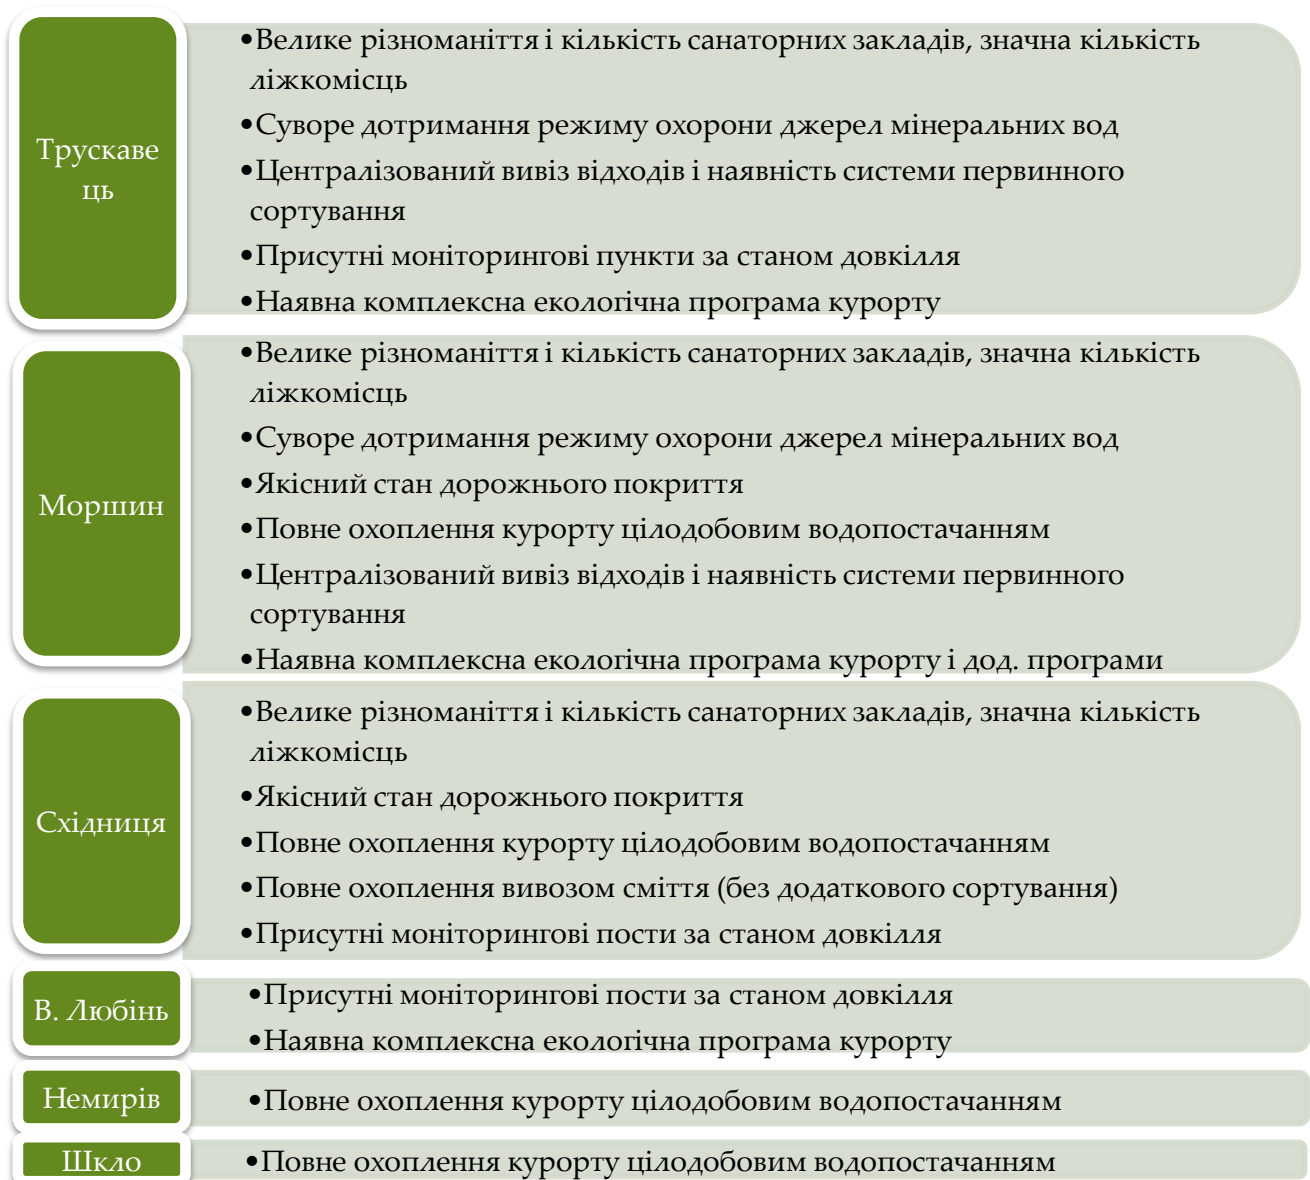 Трускаве
ць
•Велике різноманіття і кількість санаторних закладів, значна кількість
ліжкомісць
•Суворе дотримання режиму охорони джерел мінеральних вод
•Централізований вивіз відходів і наявність системи первинного
сортування
•Присутні моніторингові пункти за станом довкілля
•Наявна комплексна екологічна програма курорту
Моршин
•Велике різноманіття і кількість санаторних закладів, значна кількість
ліжкомісць
•Суворе дотримання режиму охорони джерел мінеральних вод
•Якісний стан дорожнього покриття
•Повне охоплення курорту цілодобовим водопостачанням
•Централізований вивіз відходів і наявність системи первинного
сортування
•Наявна комплексна екологічна програма курорту і дод. програми
Східниця
•Велике різноманіття і кількість санаторних закладів, значна кількість
ліжкомісць
•Якісний стан дорожнього покриття
•Повне охоплення курорту цілодобовим водопостачанням
•Повне охоплення вивозом сміття (без додаткового сортування)
•Присутні моніторингові пости за станом довкілля
В. Любінь
•Присутні моніторингові пости за станом довкілля
•Наявна комплексна екологічна програма курорту
Немирів
•Повне охоплення курорту цілодобовим водопостачанням
Шкло
•Повне охоплення курорту цілодобовим водопостачанням